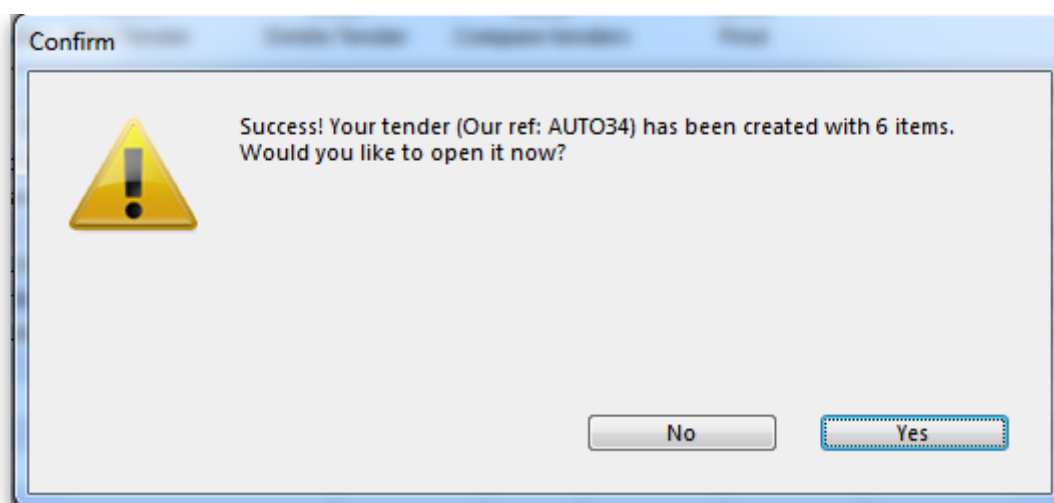 Confirm
Success! Your tender (Our ref: AUTO34) has been created with 6 items.
Would you like to open it now?
No
Yes